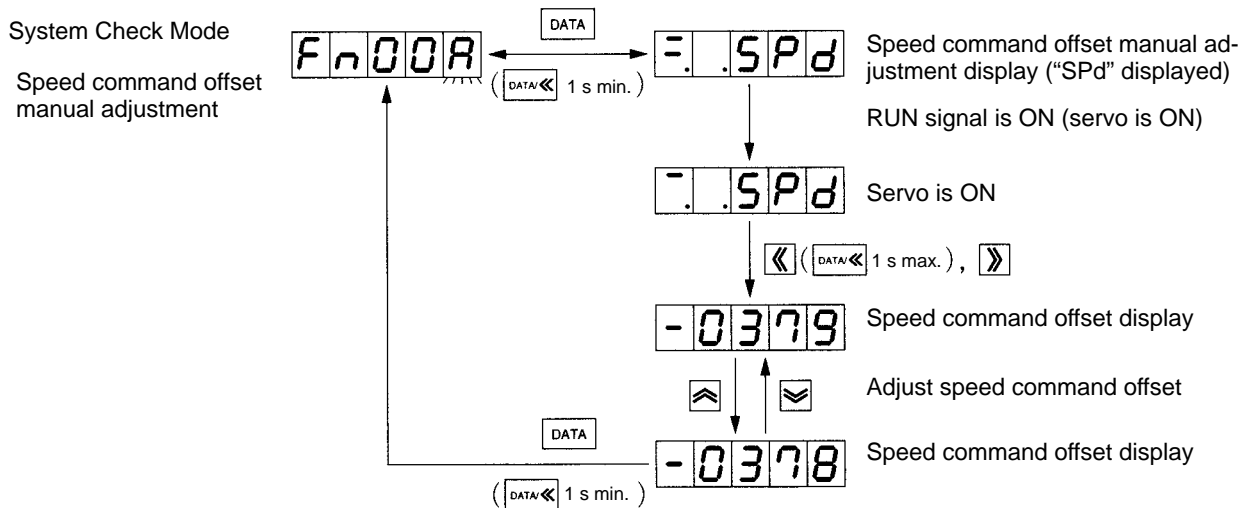 System Check Mode
Speed command offset
manual adjustment
Fn00A
DATA
( DATA/≪ 1 s min. )
=. .SPd
Speed command offset manual ad-
justment display (“SPd” displayed)
RUN signal is ON (servo is ON)
-. .SPd
Servo is ON
≪ ( DATA/≪ 1 s max. ) , ≫
-0379
Speed command offset display
Adjust speed command offset
DATA
( DATA/≪ 1 s min. )
-0378
Speed command offset display